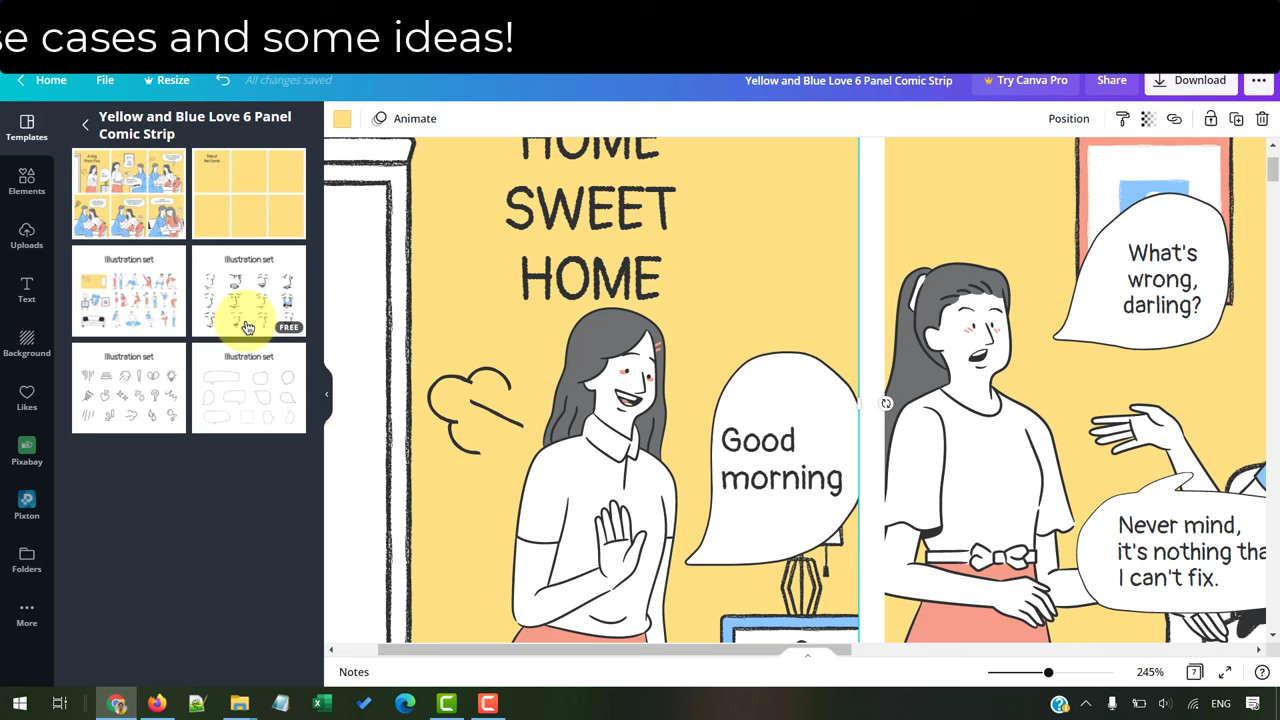 se cases and some ideas!
Home
File
Resize
All changes saved
Yellow and Blue Love 6 Panel Comic Strip
Try Canva Pro
Share
Download
Templates
Elements
Uploads
Text
Background
Likes
Pixabay
Pixton
Folders
More
Yellow and Blue Love 6 Panel
Comic Strip
Illustration set
Illustration set
FREE
Illustration set
Illustration set
Animate
Position
HOME
SWEET
HOME
Good
morning
What's
wrong,
darling?
Never mind,
it's nothing tha
I can't fix.
Notes
245%
7
ENG